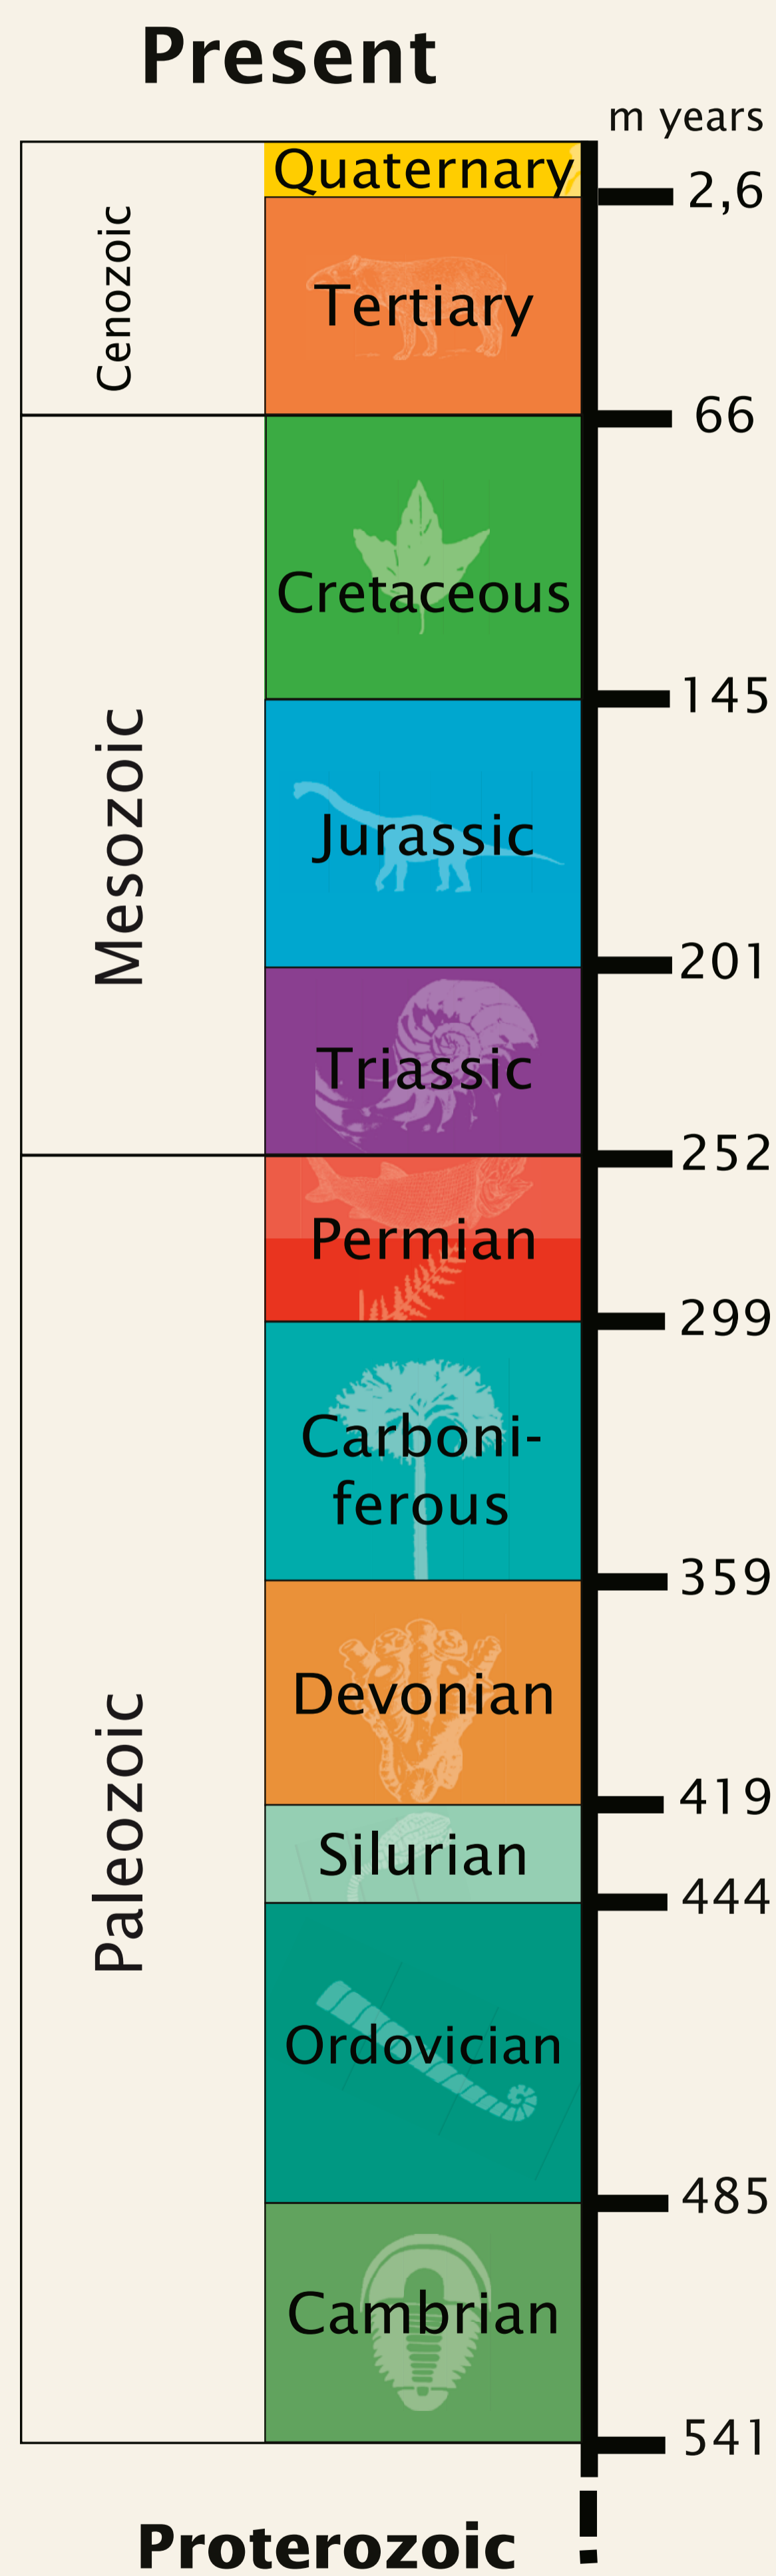 Present
m years
Quaternary
2,6
Cenozoic
Tertiary
66
Cretaceous
145
Mesozoic
Jurassic
201
Triassic
252
Permian
299
Carboni-
ferous
359
Paleozoic
Devonian
419
Silurian
444
Ordovician
485
Cambrian
541
Proterozoic